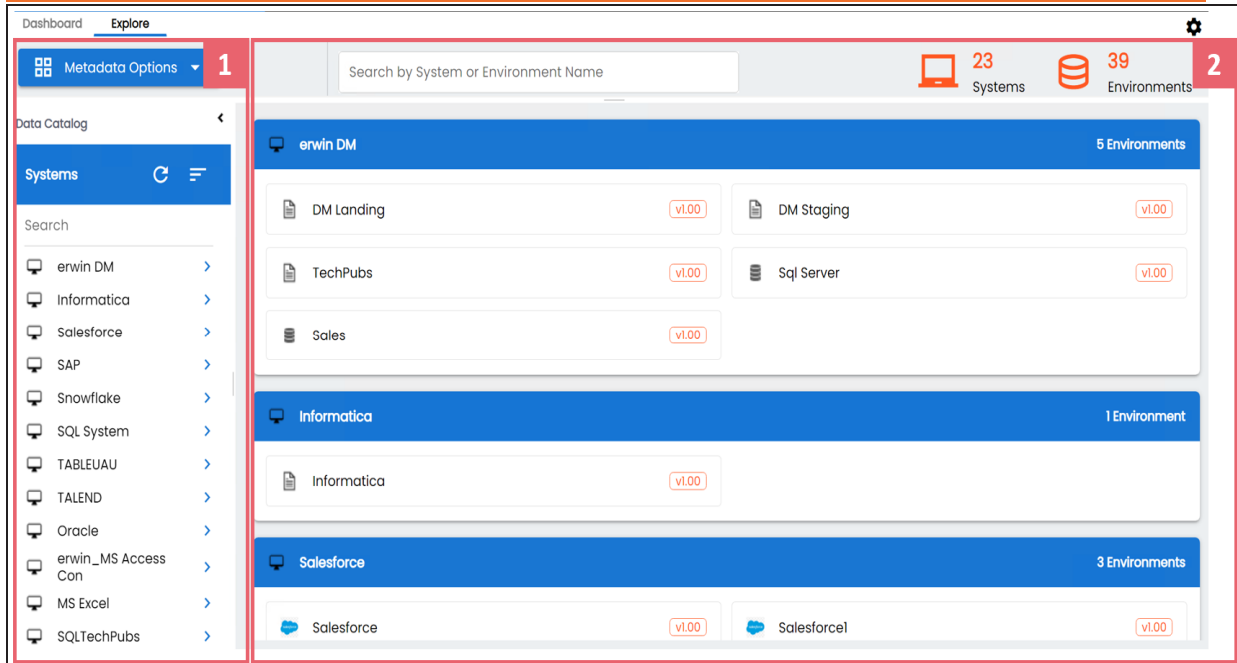 Dashboard Explore
Metadata Options 1
Search by System or Environment Name
23
Systems
39
Environments
2
Data Catalog
Systems
Search
erwin DM
Informatica
Salesforce
SAP
Snowflake
SQL System
TABLEUAU
TALEND
Oracle
erwin_MS Access
Con
MS Excel
SQLTechPubs
erwin DM 5 Environments
DM Landing v1.00 DM Staging v1.00
TechPubs v1.00 Sql Server v1.00
Sales v1.00
Informatica 1 Environment
Informatica v1.00
Salesforce 3 Environments
Salesforce v1.00 Salesforce1 v1.00